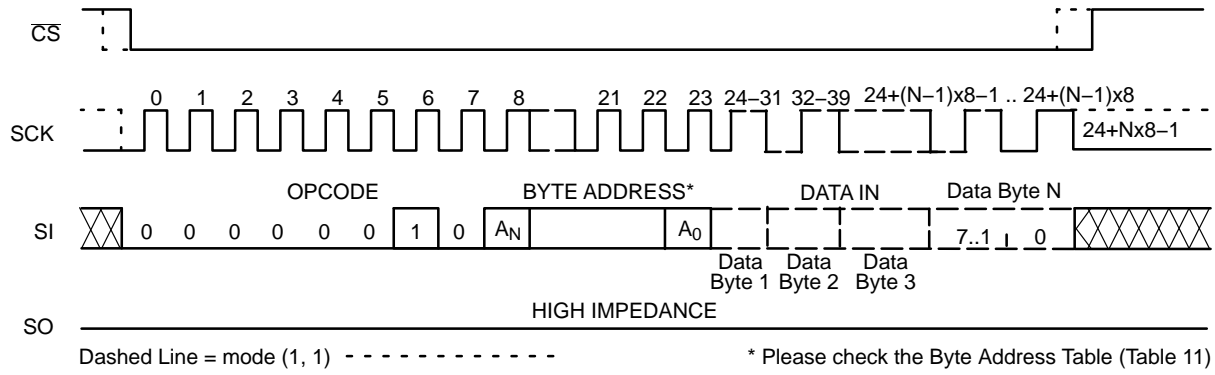 CS
0 1 2 3 4 5 6 7 8 21 22 23 24–31 32–39 24+(N–1)x8–1 .. 24+(N–1)x8
SCK
24+Nx8–1
OPCODE BYTE ADDRESS* DATA IN Data Byte N
SI 0 0 0 0 0 0 1 0 AN A0 7..1 0
Data Byte 1
Data Byte 2
Data Byte 3
HIGH IMPEDANCE
SO
Dashed Line = mode (1, 1) * Please check the Byte Address Table (Table 11)